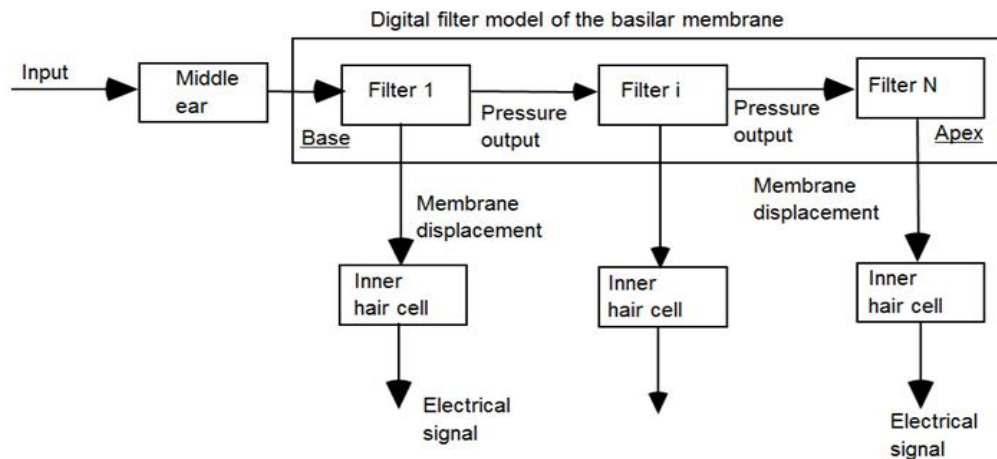 Digital filter model of the basilar membrane
Input
Middle
ear
Filter 1
Filter i
Filter N
Pressure
output
Pressure
output
Base
Apex
Membrane
displacement
Membrane
displacement
Inner
hair cell
Inner
hair cell
Inner
hair cell
Electrical
signal
Electrical
signal